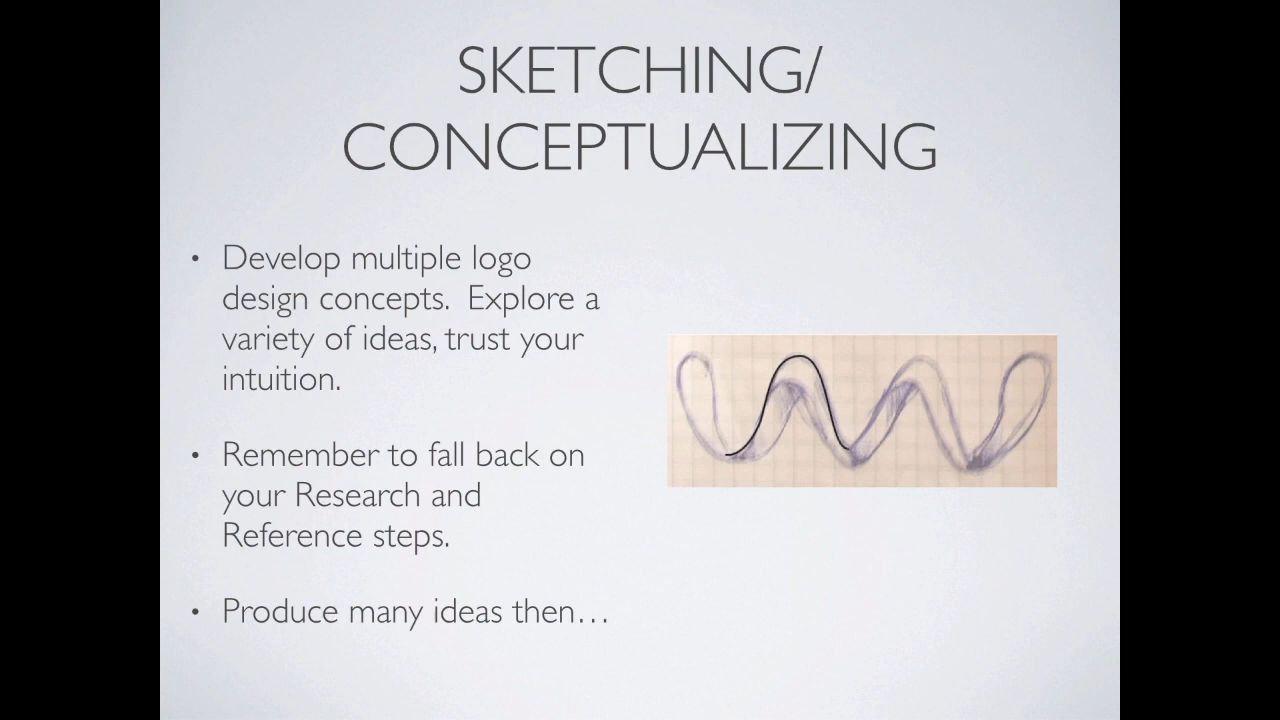 SKETCHING/
CONCEPTUALIZING
• Develop multiple logo
design concepts.  Explore a
variety of ideas, trust your
intuition.
• Remember to fall back on
your Research and
Reference steps.
• Produce many ideas then…